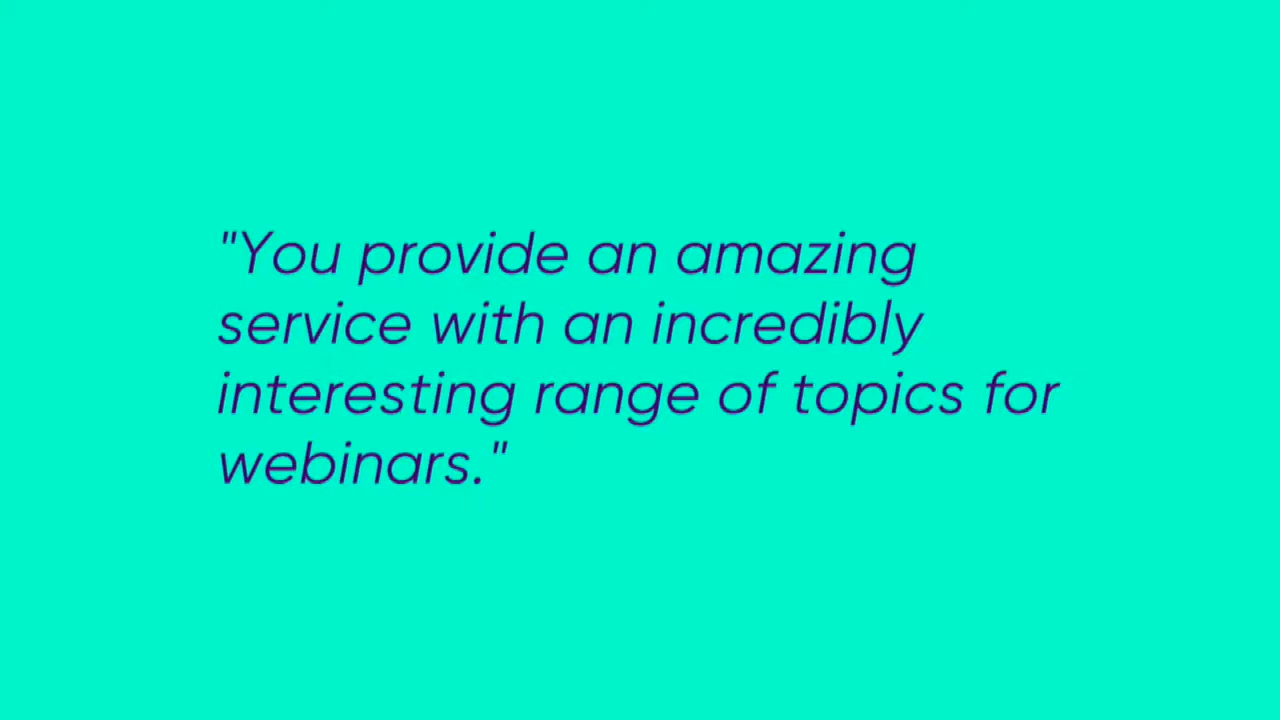 "You provide an amazing
service with an incredibly
interesting range of topics for
webinars."